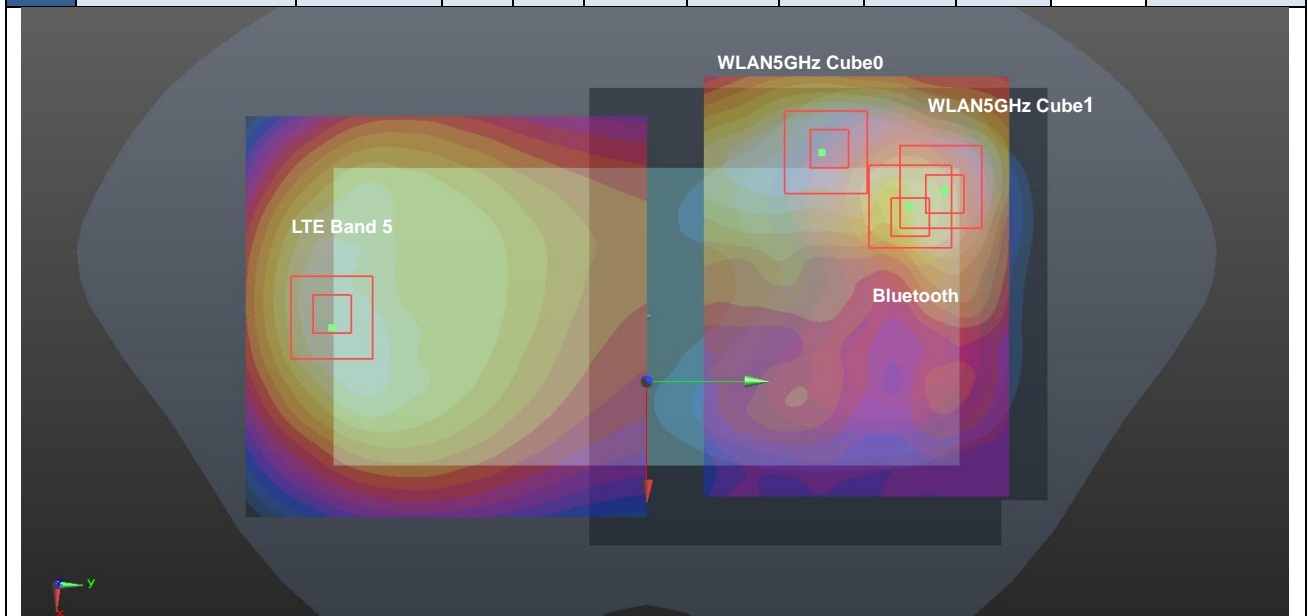 WLAN5GHz Cube0
WLAN5GHz Cube1
LTE Band 5
Bluetooth
y
x